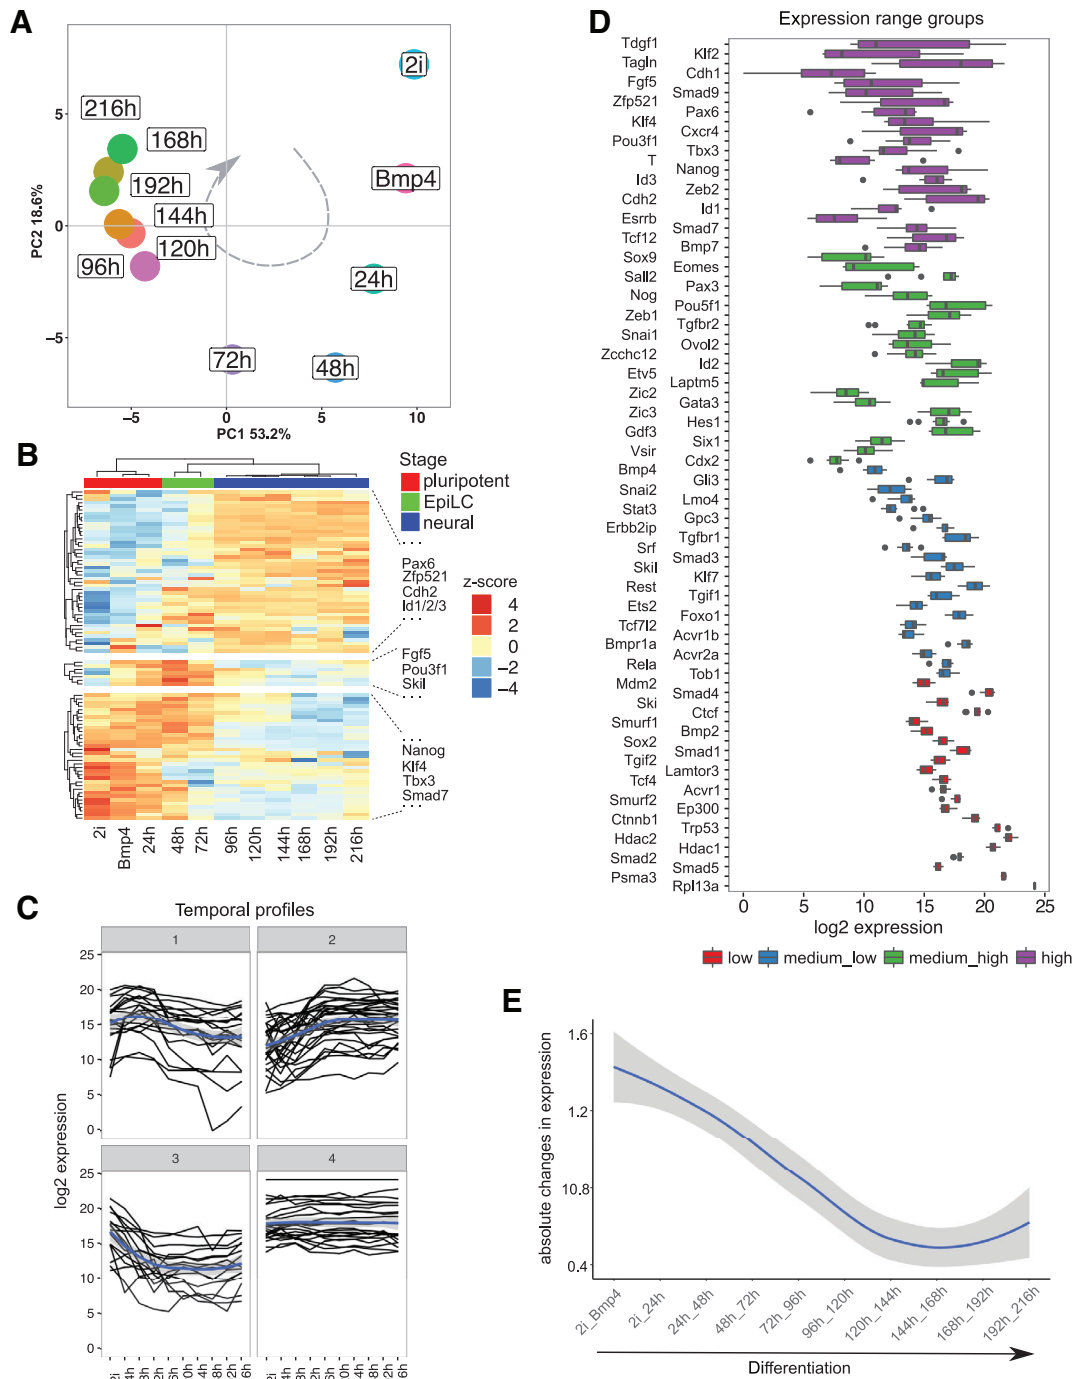 A
2i
216h
168h
Bmp4
192h
144h
120h
96h
24h
72h
48h
5
0
−5
PC2 18.6%
−5
0
5
10
PC1 53.2%
B
Stage
pluripotent
EpiLC
neural
Pax6
Zfp521
Cdh2
Id1/2/3
Fgf5
Pou3f1
Skil
Nanog
Klf4
Tbx3
Smad7
z-score
4
2
0
−2
−4
2i
Bmp4
24h
48h
72h
96h
120h
144h
168h
192h
216h
C
Temporal profiles
1
2
3
4
25
20
15
10
5
0
25
20
15
10
5
0
log2 expression
D
Expression range groups
Tdgf1
Klf2
Tagln
Cdh1
Fgf5
Smad9
Zfp521
Pax6
Klf4
Cxcr4
Pou3f1
Tbx3
T
Nanog
Id3
Zeb2
Cdh2
Id1
Esrrb
Smad7
Tcf12
Bmp7
Sox9
Eomes
Sall2
Pax3
Nog
Pou5f1
Zeb1
Tgfbr2
Snai1
Ovol2
Zcchc12
Id2
Etv5
Laptm5
Zic2
Gata3
Zic3
Hes1
Gdf3
Six1
Vsir
Cdx2
Bmp4
Gli3
Snai2
Lmo4
Stat3
Gpc3
Erbb2ip
Tgfbr1
Srf
Smad3
Skil
Klf7
Rest
Tgif1
Ets2
Foxo1
Tcf7l2
Acvr1b
Bmpr1a
Acvr2a
Rela
Tob1
Mdm2
Smad4
Ski
Ctcf
Smurf1
Bmp2
Sox2
Smad1
Tgif2
Lamtor3
Tcf4
Acvr1
Smurf2
Ep300
Ctnnb1
Trp53
Hdac2
Hdac1
Smad2
Smad5
Psma3
Rpl13a
0
5
10
15
20
25
log2 expression
low
medium_low
medium_high
high
E
1.6
1.2
10.8
0.4
absolute changes in expression
2i_Bmp4
2i_24h
24h_48h
48h_72h
72h_96h
96h_120h
120h_144h
144h_168h
168h_192h
192h_216h
Differentiation